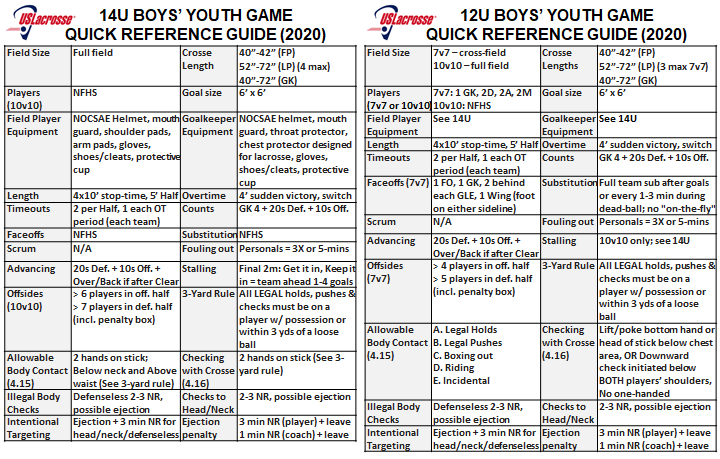 USLacrosse
14U BOYS' YOUTH GAME
QUICK REFERENCE GUIDE (2020)
Field Size Full field Crosse 40"-42" (FP)
Lengths 52"-72" (LP) (4 max)
40"-72" (GK)
Players NFHS Goal size 6' x 6'
(10v10)
Field Player NOCSAE Helmet, mouth Goalkeeper NOCSAE Helmet, mouth
Equipment guard, shoulder pads, Equipment guard, throat protector,
arm pads, gloves, chest protector designed
shoes/cleats, protective for lacrosse, gloves,
cup shoes/cleats, protective
cup
Length 4x10' stop-time, 5' Half Overtime 4' sudden victory, switch
Timeouts 2 per Half, 1 each OT Counts GK 4 + 20s Def. + 10s Off.
period (each team)
Faceoffs NFHS Substitution NFHS
Scrum N/A Fouling out Personals = 3X or 5-mins
Advancing 20s Def. + 10s Off. + Stalling Final 2m: Get it in, Keep it
Over/Back if after Clear in = team ahead 1-4 goals
Offsides > 6 players in off. half 3-Yard Rule All LEGAL holds, pushes &
(10v10) > 7 players in def. half checks must be on a
(incl. penalty box) player w/ possession or
within 3 yds of a loose
ball
Allowable 2 hands on stick; Checking 2 hands on stick (See 3-
Body Contact Below neck and Above with Crosse yard rule)
(4.15) waist (See 3-yard rule) (4.16)
Illegal Body Defenseless 2-3 NR, Checks to 2-3 NR, possible ejection
Checks possible ejection Head/Neck
Intentional Ejection + 3 min NR for Ejection 3 min NR (player) + leave
Targeting head/neck/defenseless penalty 1 min NR (coach) + leave
USLacrosse
12U BOYS' YOUTH GAME
QUICK REFERENCE GUIDE (2020)
Field Size 7v7 – cross-field Crosse 40"-42" (FP)
10v10 – full field Lengths 52"-72" (LP) (3 max 7v7)
40"-72" (GK)
Players 7v7: 1 GK, 2D, 2A, 2M Goal size 6' x 6'
(7v7 or 10v10) 10v10: NFHS
Field Player See 14U Goalkeeper See 14U
Equipment Equipment
Length 4x10' stop-time, 5' Half Overtime 4' sudden victory, switch
Timeouts 2 per Half, 1 each OT Counts GK 4 + 20s Def. + 10s Off.
period (each team)
Faceoffs (7v7) 1 FO, 1 GK, 2 behind Substitution Full team sub after goals
each GLE, 1 Wing (foot or every 1-3 min during
on either sideline) dead-ball; no "on-the-fly"
Scrum N/A Fouling out Personals = 3X or 5-mins
Advancing 20s Def. + 10s Off. + Stalling 10v10 only; see 14U
Over/Back if after Clear
Offsides > 4 players in off. half 3-Yard Rule All LEGAL holds, pushes &
(7v7) > 5 players in def. half checks must be on a
(incl. penalty box) player w/ possession or
within 3 yds of a loose
ball
Allowable A. Legal Holds Checking Lift/poke bottom hand or
Body Contact B. Legal Pushes with Crosse head of stick below chest
(4.15) C. Boxing out (4.16) area, OR Downward
D. Riding check initiated below
E. Incidental BOTH players' shoulders,
No one-handed
Illegal Body Defenseless 2-3 NR, Checks to 2-3 NR, possible ejection
Checks possible ejection Head/Neck
Intentional Ejection + 3 min NR for Ejection 3 min NR (player) + leave
Targeting head/neck/defenseless penalty 1 min NR (coach) + leave